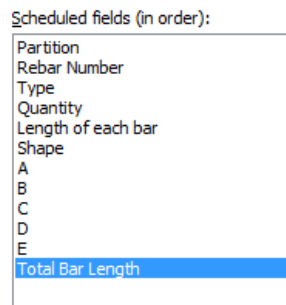 Scheduled fields (in order):
Partition
Rebar Number
Type
Quantity
Length of each bar
Shape
A
B
C
D
E
Total Bar Length